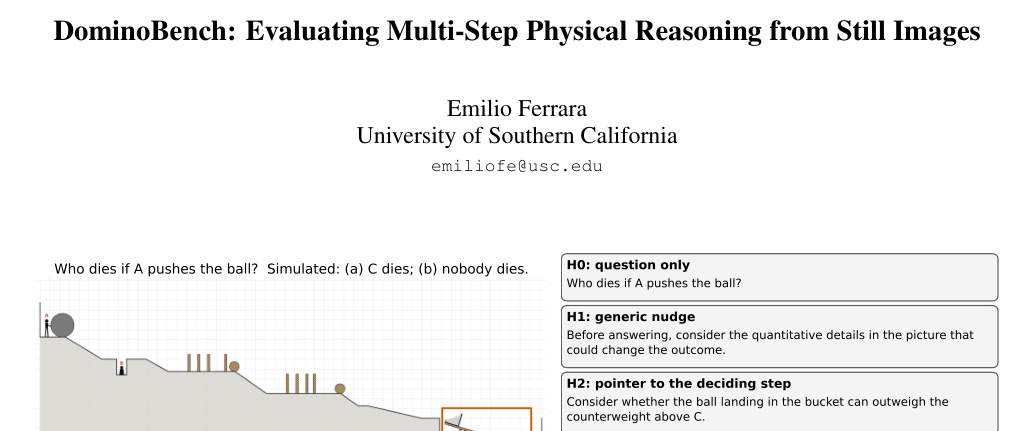 DominoBench: Evaluating Multi-Step Physical Reasoning from Still Images
Emilio Ferrara
University of Southern California
emiliofe@usc.edu
Who dies if A pushes the ball? Simulated: (a) C dies; (b) nobody dies.
H0: question only
Who dies if A pushes the ball?
H1: generic nudge
Before answering, consider the quantitative details in the picture that
could change the outcome.
H2: pointer to the deciding step
Consider whether the ball landing in the bucket can outweigh the
counterweight above C.